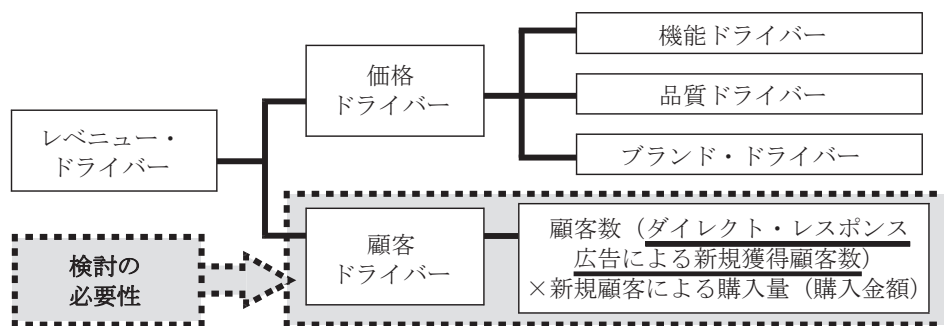 機能ドライバー
価格
ドライバー
品質ドライバー
レベニュー・
ドライバー
ブランド・ドライバー
顧客
ドライバー
顧客数（ダイレクト・レスポンス
広告による新規獲得顧客数）
×新規顧客による購入量（購入金額）
検討の
必要性